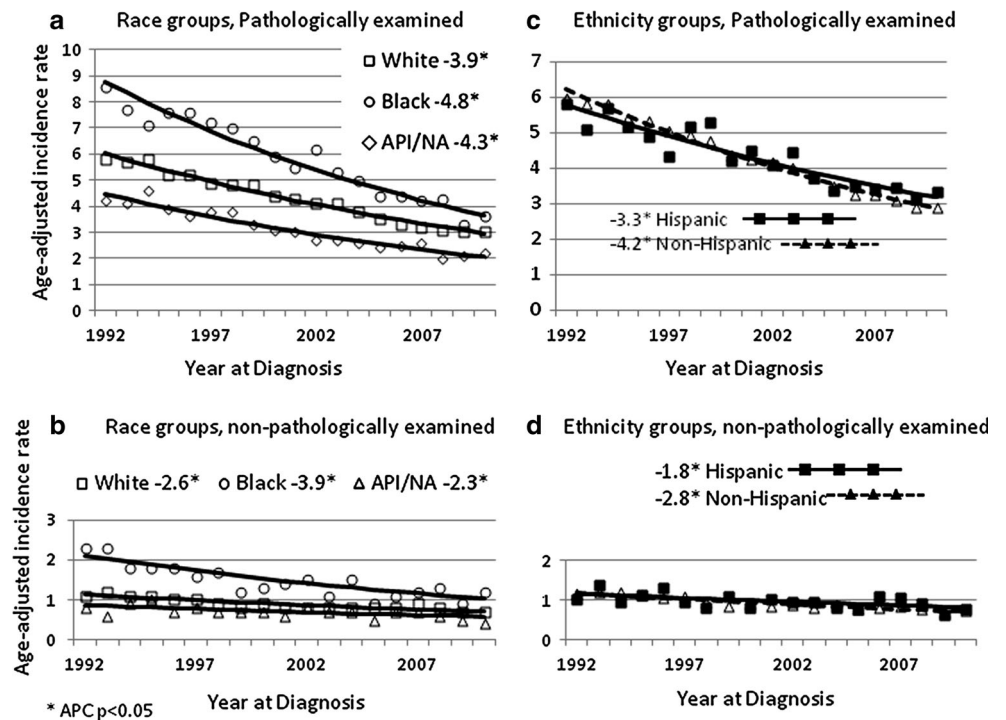 a Race groups, Pathologically examined
Age-adjusted incidence rate
10
9
8
7
6
5
4
3
2
1
0
White -3.9*
Black -4.8*
API/NA -4.3*
1992 1997 2002 2007
Year at Diagnosis
c Ethnicity groups, Pathologically examined
7
6
5
4
3
2
1
0
-3.3* Hispanic
-4.2* Non-Hispanic
1992 1997 2002 2007
Year at Diagnosis
b Race groups, non-pathologically examined
White -2.6* Black -3.9* API/NA -2.3*
Age-adjusted incidence rate
3
2
1
0
1992 1997 2002 2007
* APC p<0.05
Year at Diagnosis
d Ethnicity groups, non-pathologically examined
-1.8* Hispanic
-2.8* Non-Hispanic
2
1
0
1992 1997 2002 2007
Year at Diagnosis